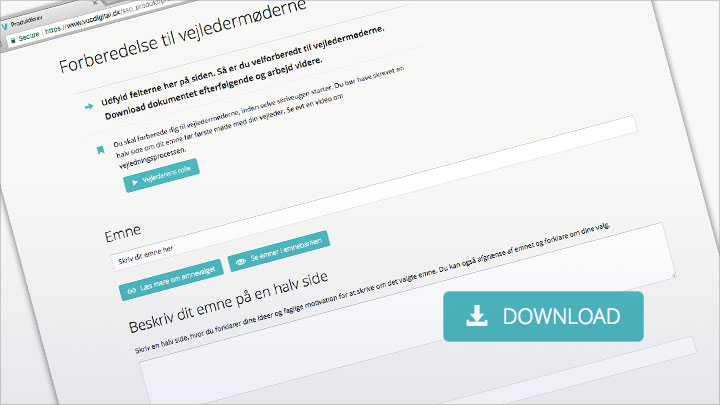 Produktkrav
Secure
https://www.vucdigital.dk/sso_produkt/p
Forberedelse til vejledermøderne
Udfyld felterne her på siden. Så er du velforberedt til vejledermøderne.
Download dokumentet efterfølgende og arbejd videre.
Du skal forberede dig til vejledermøderne, inden selve skriveugen starter. Du bør have skrevet en
halv side om dit emne før første møde med din vejleder. Se evt en video om
vejledningsprocessen.
Vejlederens rolle
Emne
Skriv dit emne her
Læs mere om emnevalget
Se emner i emnebanken
Beskriv dit emne på en halv side
Skriv en halv side, hvor du forklarer dine ideer og faglige motivation for at skrive om det valgte emne. Du kan også afgrænse af emnet og forklare om dine valg.
DOWNLOAD